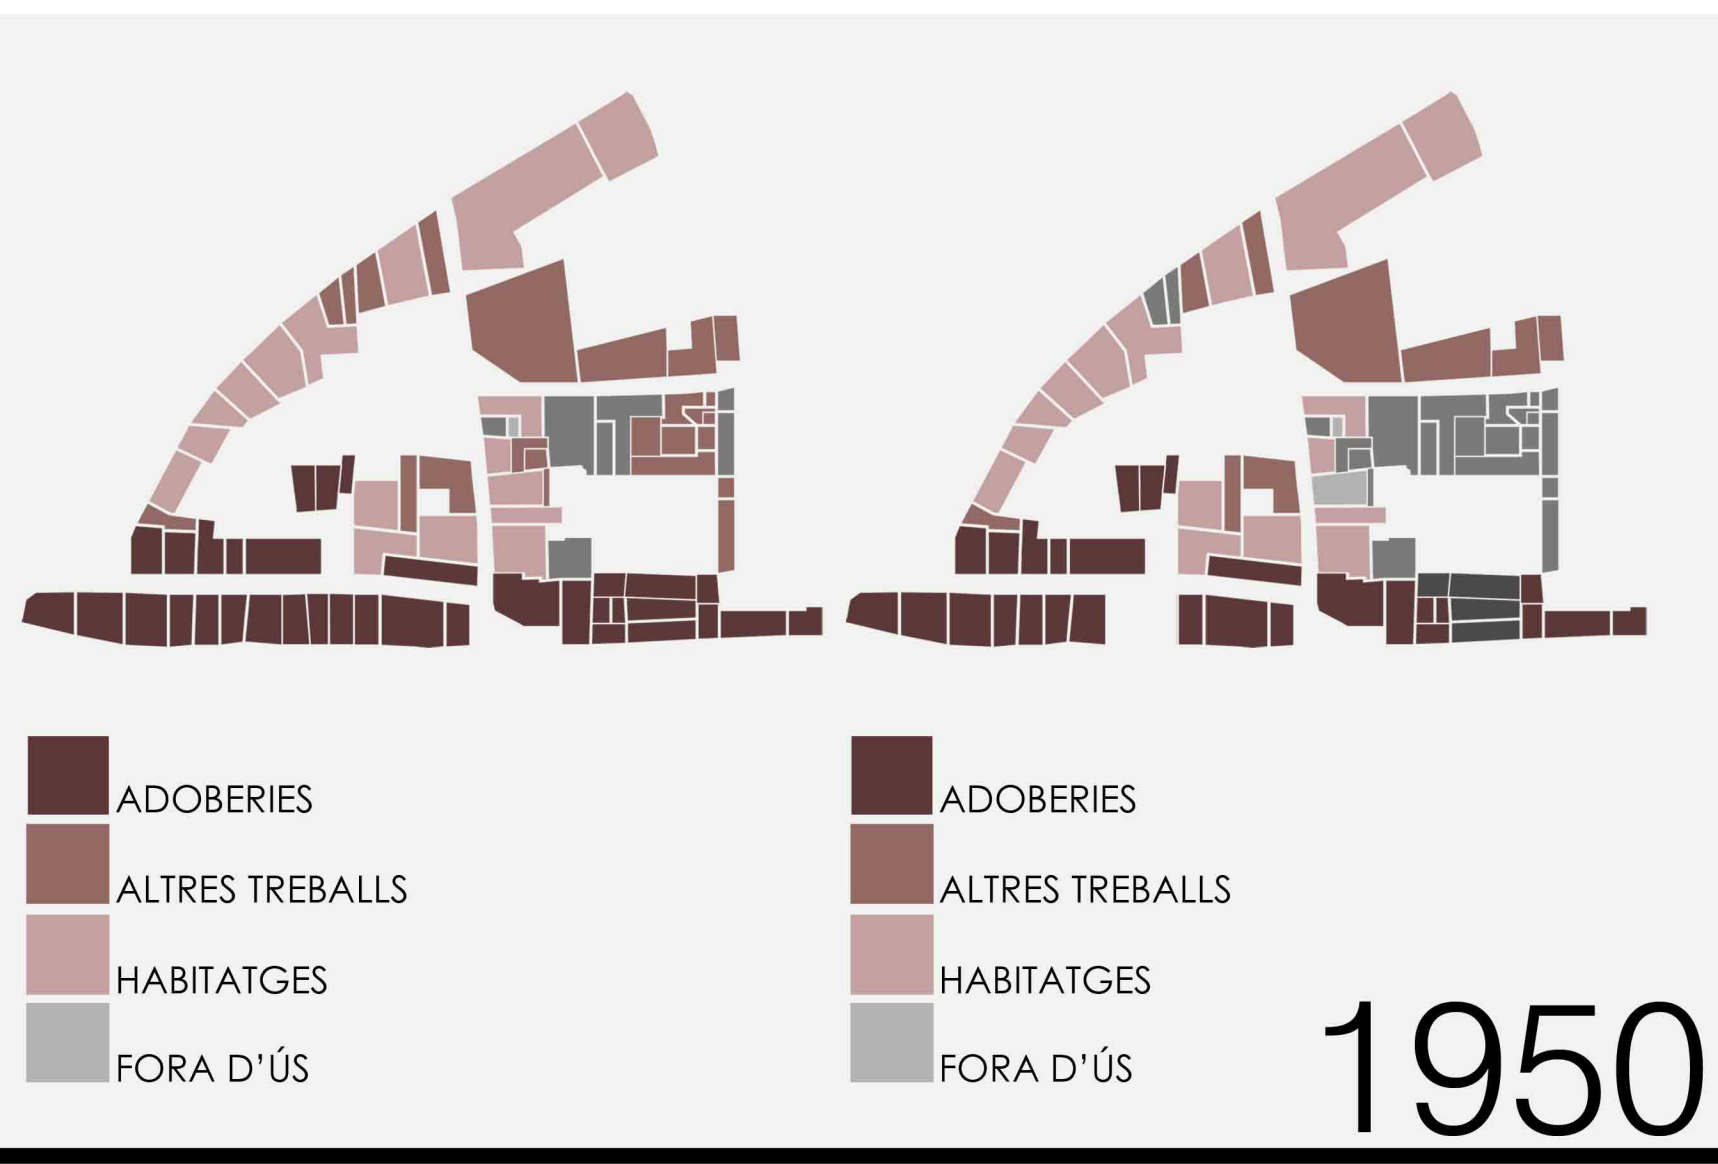 ADOBERIES
ALTRES TREBALLS
HABITATGES
FORA D'ÚS
ADOBERIES
ALTRES TREBALLS
HABITATGES
FORA D'ÚS
1950